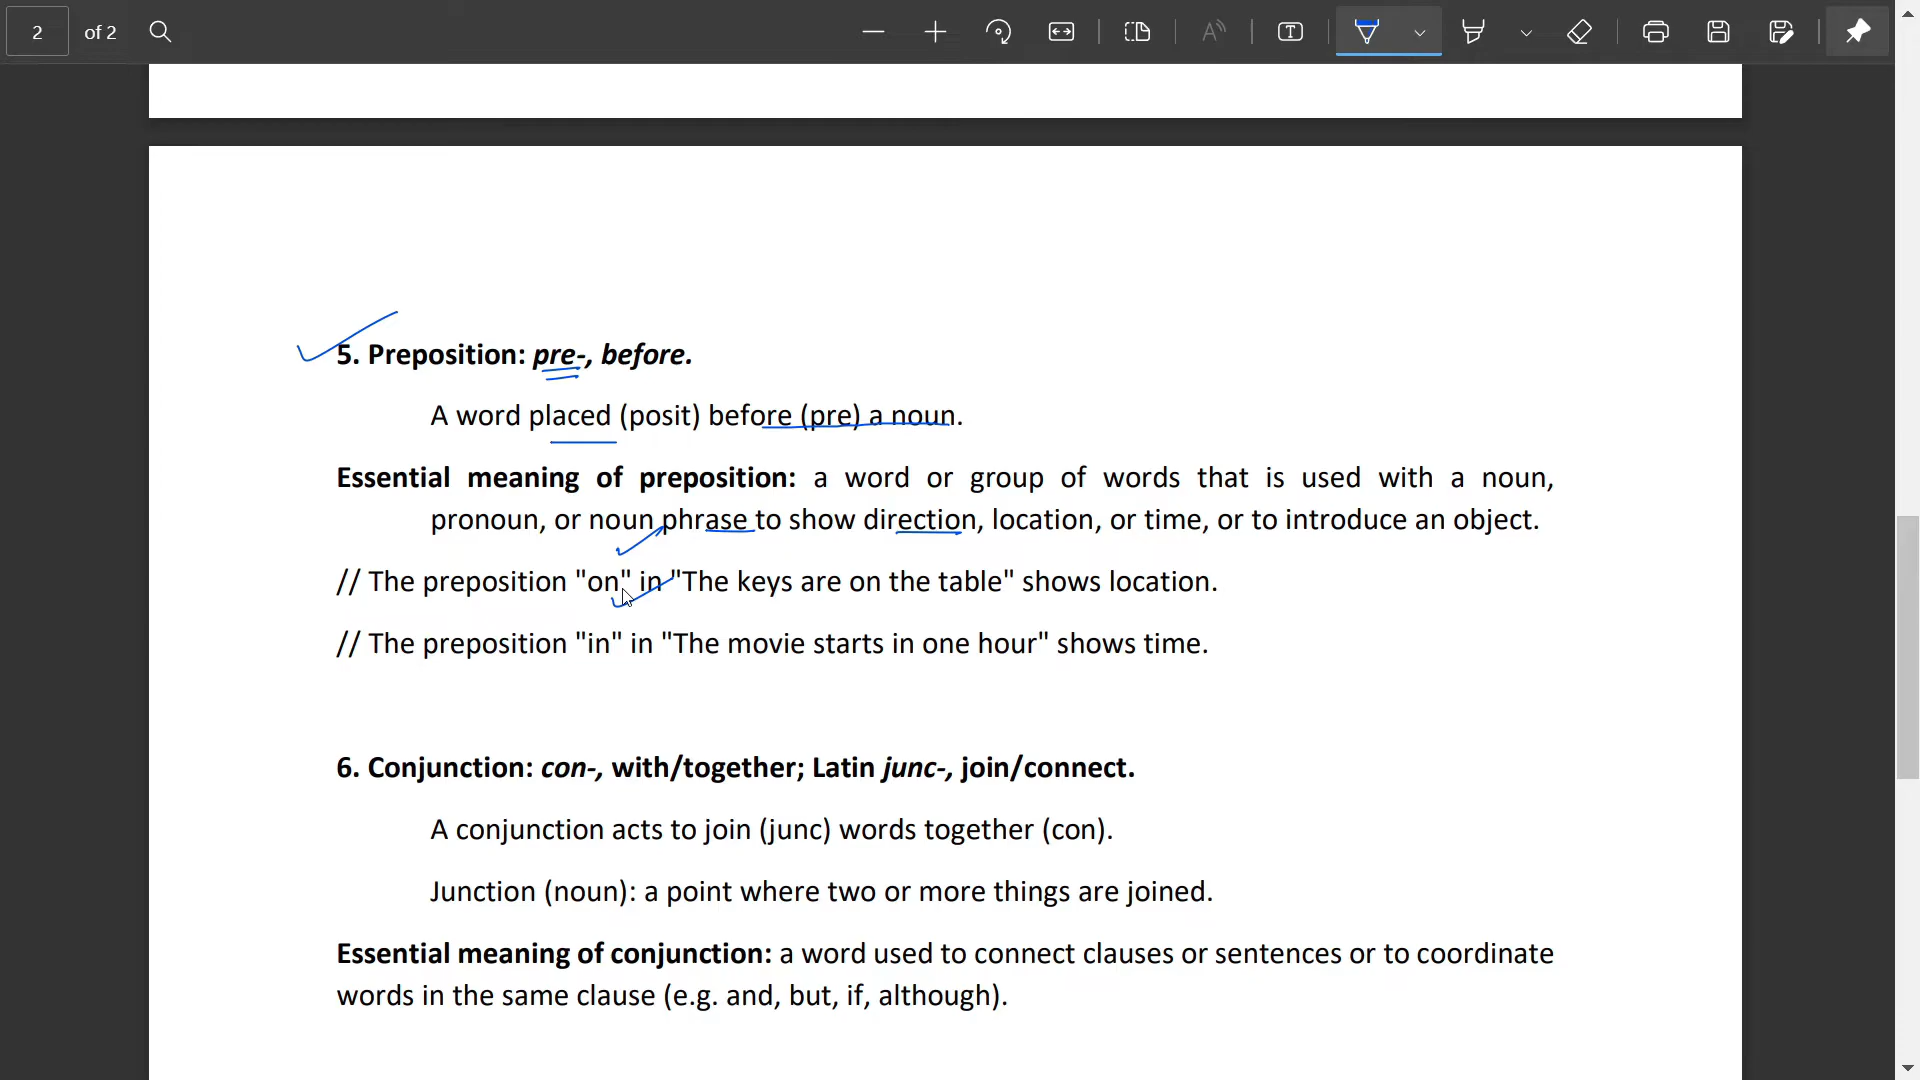 2 of 2
5. Preposition: pre-, before.
A word placed (posit) before (pre) a noun.
Essential meaning of preposition: a word or group of words that is used with a noun,
pronoun, or noun phrase to show direction, location, or time, or to introduce an object.
// The preposition "on" in "The keys are on the table" shows location.
// The preposition "in" in "The movie starts in one hour" shows time.
6. Conjunction: con-, with/together; Latin junc-, join/connect.
A conjunction acts to join (junc) words together (con).
Junction (noun): a point where two or more things are joined.
Essential meaning of conjunction: a word used to connect clauses or sentences or to coordinate
words in the same clause (e.g. and, but, if, although).